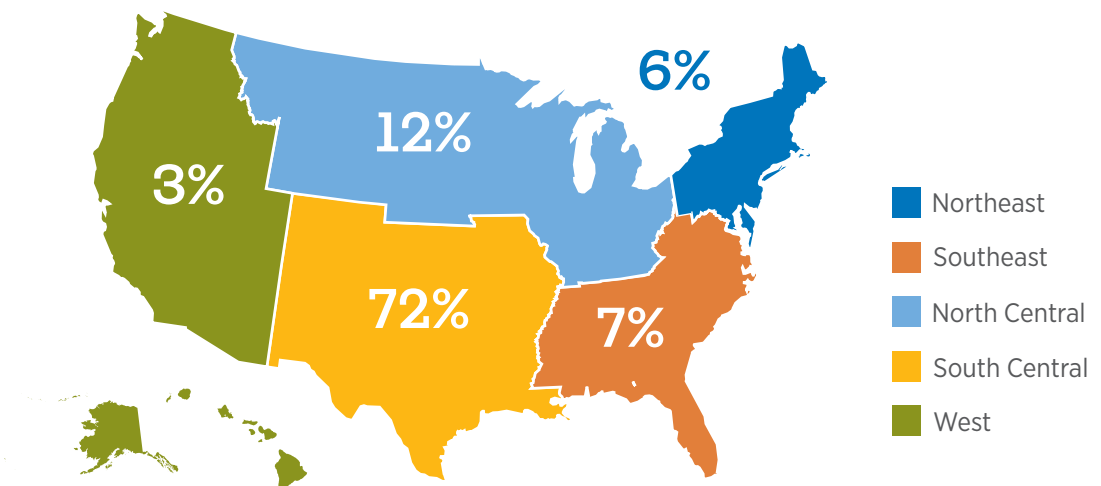 6%
12%
3%
72%
7%
Northeast
Southeast
North Central
South Central
West